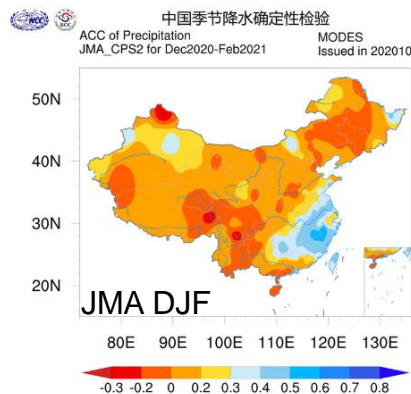 NCC BCC
中国季节降水确定性检验
ACC of Precipitation
MODES
JMA_CPS2 for Dec2020-Feb2021
Issued in 202010
50N
40N
30N
20N
JMA DJF
80E 90E 100E 110E 120E 130E
-0.3 -0.2 0 0.2 0.3 0.4 0.5 0.6 0.7 0.8